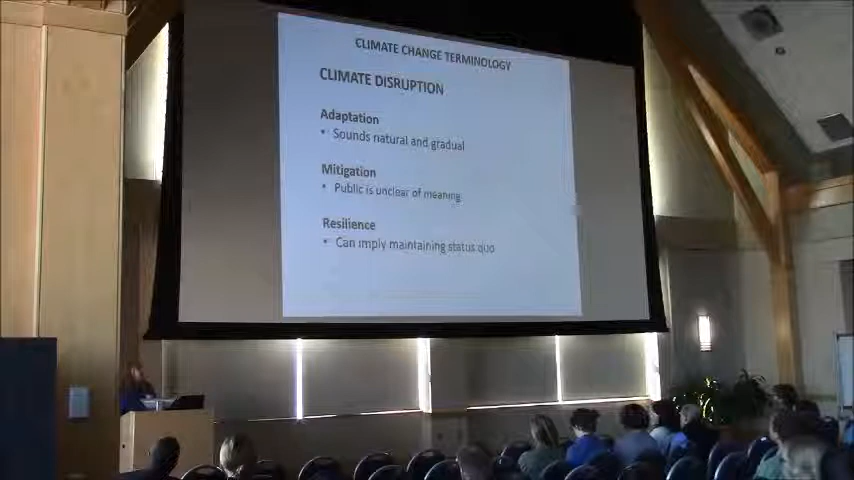 CLIMATE CHANGE TERMINOLOGY
CLIMATE DISRUPTION
Adaptation
• Sounds natural and gradual
Mitigation
• Public is unclear of meaning
Resilience
• Can imply maintaining status quo